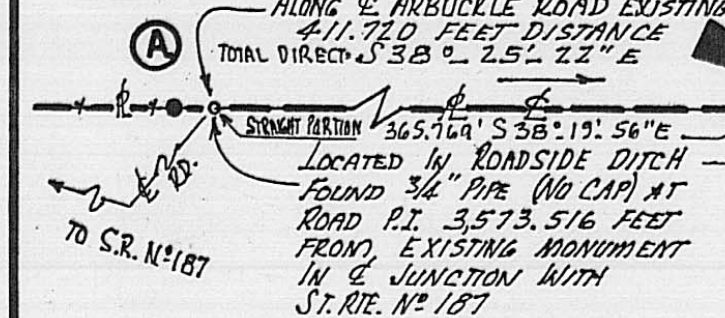 ALONG ℄ ARBUCKLE ROAD EXISTING
411.720 FEET DISTANCE
TOTAL DIRECT. S 38° 25' 22" E
A
℄ ℄
STRAIGHT PORTION 365.769' S 38° 19' 56" E
LOCATED IN ROADSIDE DITCH
FOUND 3/4" PIPE (NO CAP) AT
ROAD P.I. 3,573.516 FEET
FROM EXISTING MONUMENT
IN ℄ JUNCTION WITH
ST. RTE. Nº 187
℄ RD.
TO S.R. Nº 187